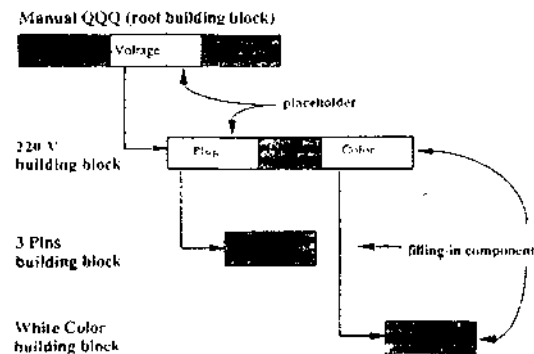 Manual QQQ (root building block)
Voltage
placeholder
220 V
building block
Plug
Color
3 Pins
building block
filling-in component
White Color
building block